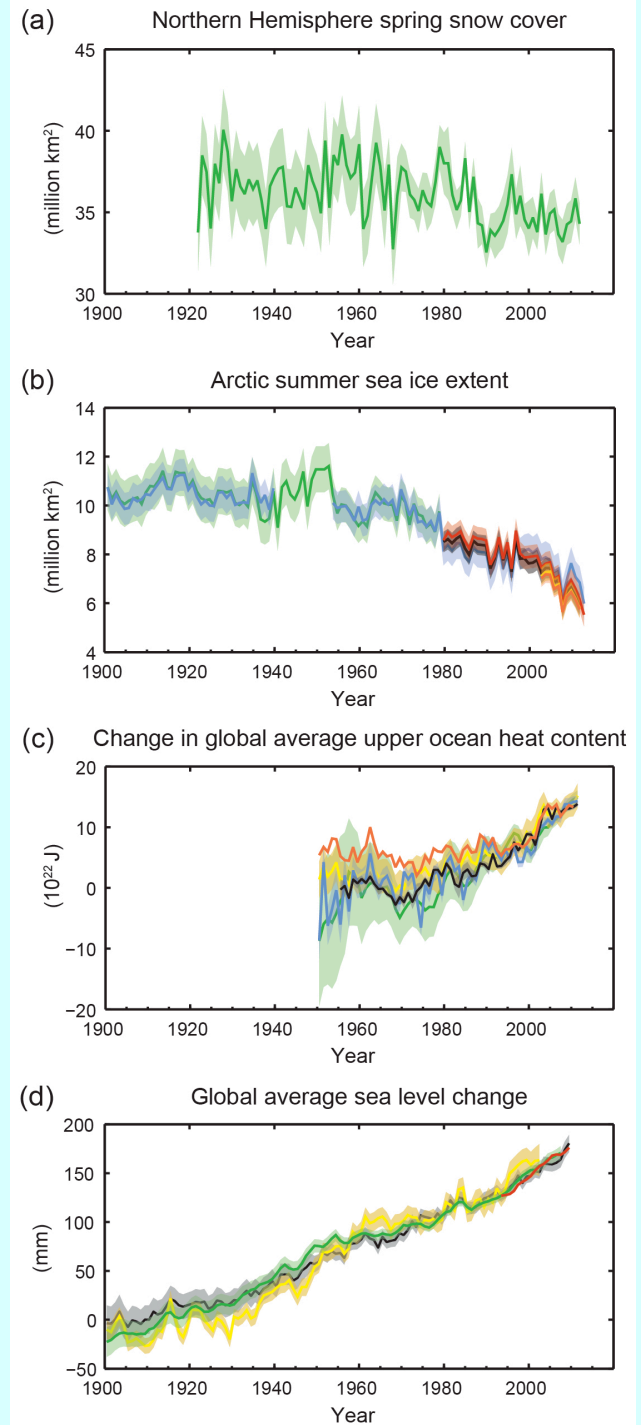 (a) Northern Hemisphere spring snow cover
45
40
35
30
(million km²)
1900 1920 1940 1960 1980 2000
Year
(b) Arctic summer sea ice extent
14
12
10
8
6
4
(million km²)
1900 1920 1940 1960 1980 2000
Year
(c) Change in global average upper ocean heat content
20
10
0
−10
−20
(10²² J)
1900 1920 1940 1960 1980 2000
Year
(d) Global average sea level change
200
150
100
50
0
−50
(mm)
1900 1920 1940 1960 1980 2000
Year